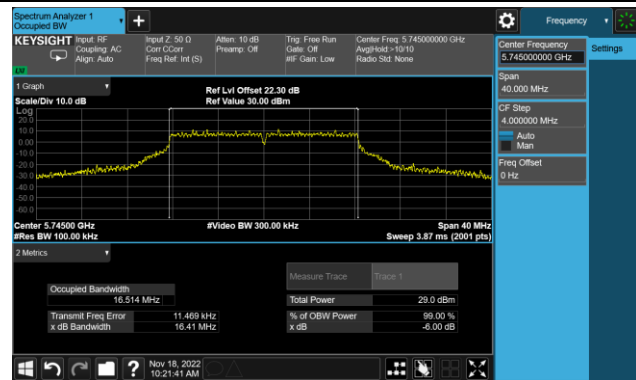 Spectrum Analyzer 1
Occupied BW
+
Frequency
KEYSIGHT
Input: RF
Coupling: AC
Align: Auto
Input Z: 50 Ω
Corr CCorr
Freq Ref: Int (S)
Atten: 10 dB
Preamp: Off
Trig: Free Run
Gate: Off
#IF Gain: Low
Center Freq: 5.745000000 GHz
Avg|Hold:>10/10
Radio Std: None
LW
Center Frequency
5.745000000 GHz
Settings
Span
40.000 MHz
CF Step
4.000000 MHz
Auto
Man
Freq Offset
0 Hz
1 Graph
Scale/Div 10.0 dB
Ref Lvl Offset 22.30 dB
Ref Value 30.00 dBm
Log
20.0
10.0
0.00
-10.0
-20.0
-30.0
-40.0
-50.0
-60.0
Center 5.74500 GHz
#Res BW 100.00 kHz
#Video BW 300.00 kHz
Span 40 MHz
Sweep 3.87 ms (2001 pts)
2 Metrics
Measure Trace Trace 1
Occupied Bandwidth
16.514 MHz
Total Power 29.0 dBm
Transmit Freq Error 11.469 kHz
% of OBW Power 99.00 %
x dB Bandwidth 16.41 MHz
x dB -6.00 dB
?
Nov 18, 2022
10:21:41 AM